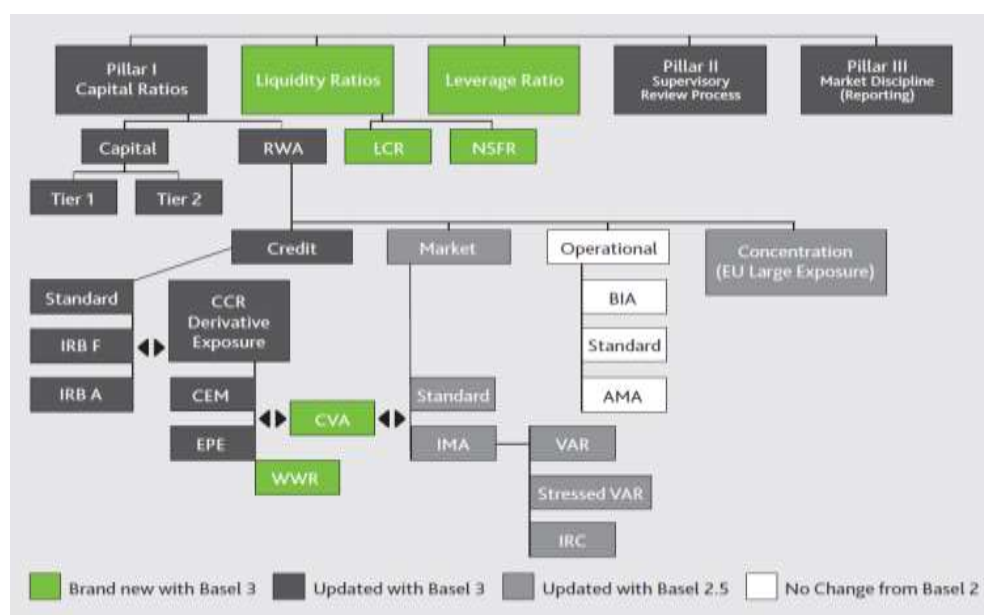 Pillar I
Capital Ratios
Liquidity Ratios
Leverage Ratio
Pillar II
Supervisory
Review Process
Pillar III
Market Discipline
(Reporting)
Capital
RWA
LCR
NSFR
Tier 1
Tier 2
Credit
Market
Operational
Concentration
(EU Large Exposure)
Standard
IRB F
IRB A
CCR
Derivative
Exposure
CEM
EPE
CVA
WWR
Standard
IMA
BIA
Standard
AMA
VAR
Stressed VAR
IRC
Brand new with Basel 3
Updated with Basel 3
Updated with Basel 2.5
No Change from Basel 2